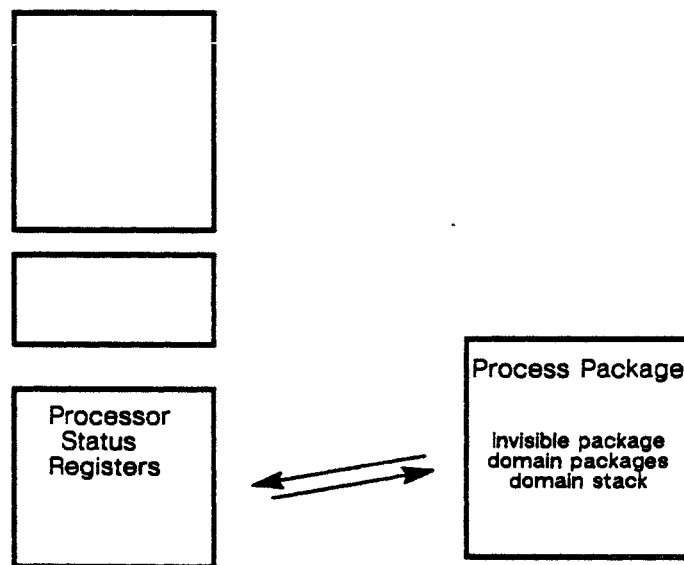 Process Package
Processor
Status
Registers
invisible package
domain packages
domain stack